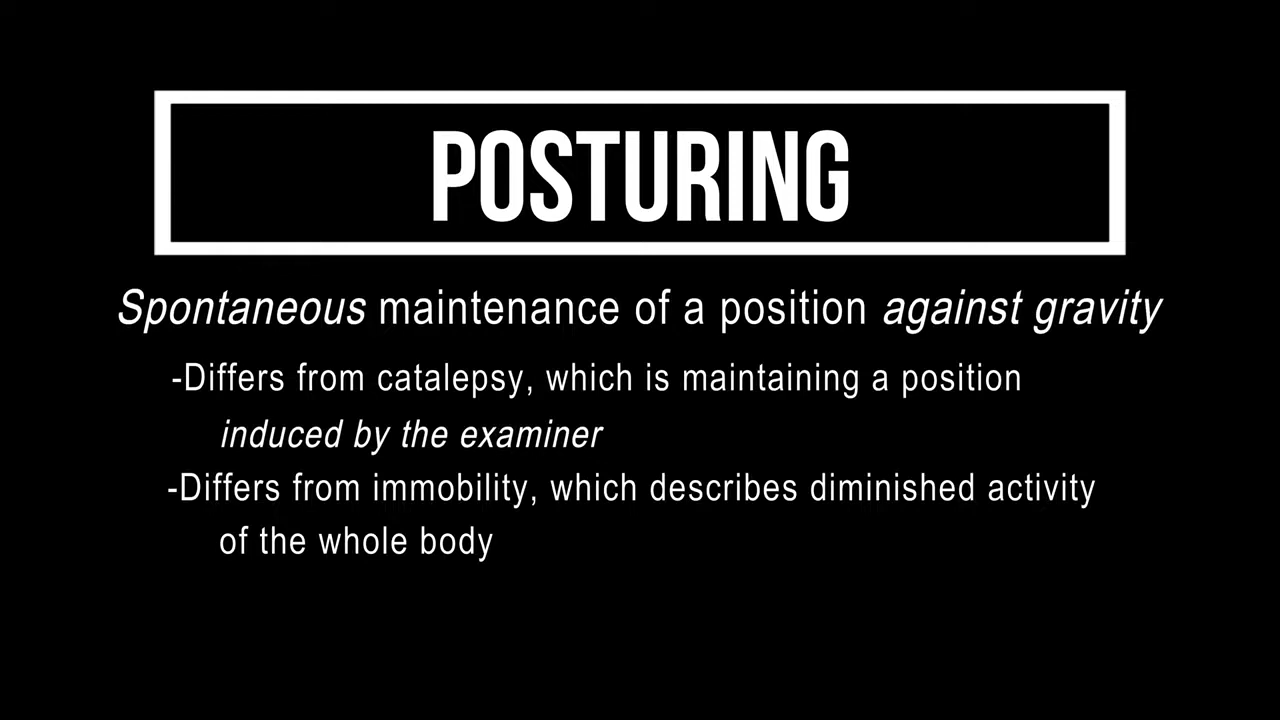 POSTURING
Spontaneous maintenance of a position against gravity
-Differs from catalepsy, which is maintaining a position
induced by the examiner
-Differs from immobility, which describes diminished activity
of the whole body